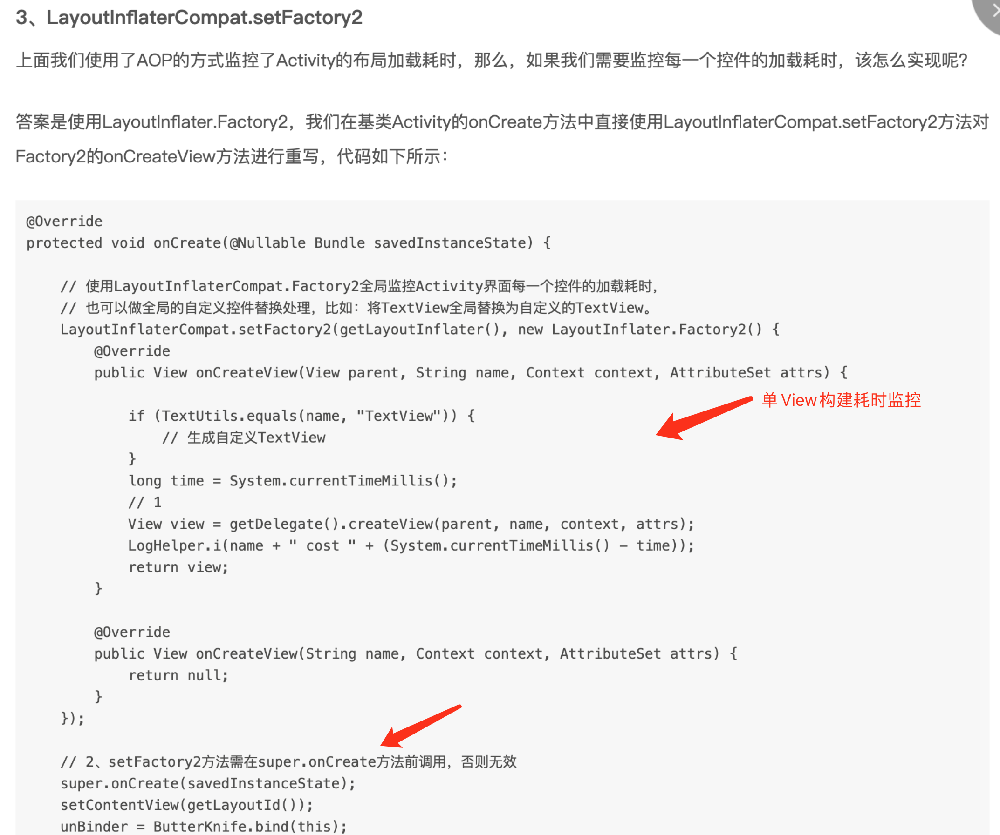 3、LayoutInflaterCompat.setFactory2
上面我们使用了AOP的方式监控了Activity的布局加载耗时，那么，如果我们需要监控每一个控件的加载耗时，该怎么实现呢？
答案是使用LayoutInflater.Factory2，我们在基类Activity的onCreate方法中直接使用LayoutInflaterCompat.setFactory2方法对
Factory2的onCreateView方法进行重写，代码如下所示：
@Override
protected void onCreate(@Nullable Bundle savedInstanceState) {
// 使用LayoutInflaterCompat.Factory2全局监控Activity界面每一个控件的加载耗时，
// 也可以做全局的自定义控件替换处理，比如：将TextView全局替换为自定义的TextView。
LayoutInflaterCompat.setFactory2(getLayoutInflater(), new LayoutInflater.Factory2() {
@Override
public View onCreateView(View parent, String name, Context context, AttributeSet attrs) {
单View构建耗时监控
if (TextUtils.equals(name, "TextView")) {
// 生成自定义TextView
}
long time = System.currentTimeMillis();
// 1
View view = getDelegate().createView(parent, name, context, attrs);
LogHelper.i(name + " cost " + (System.currentTimeMillis() - time));
return view;
}
@Override
public View onCreateView(String name, Context context, AttributeSet attrs) {
return null;
}
});
// 2、setFactory2方法需在super.onCreate方法前调用，否则无效
super.onCreate(savedInstanceState);
setContentView(getLayoutId());
unBinder = ButterKnife.bind(this);